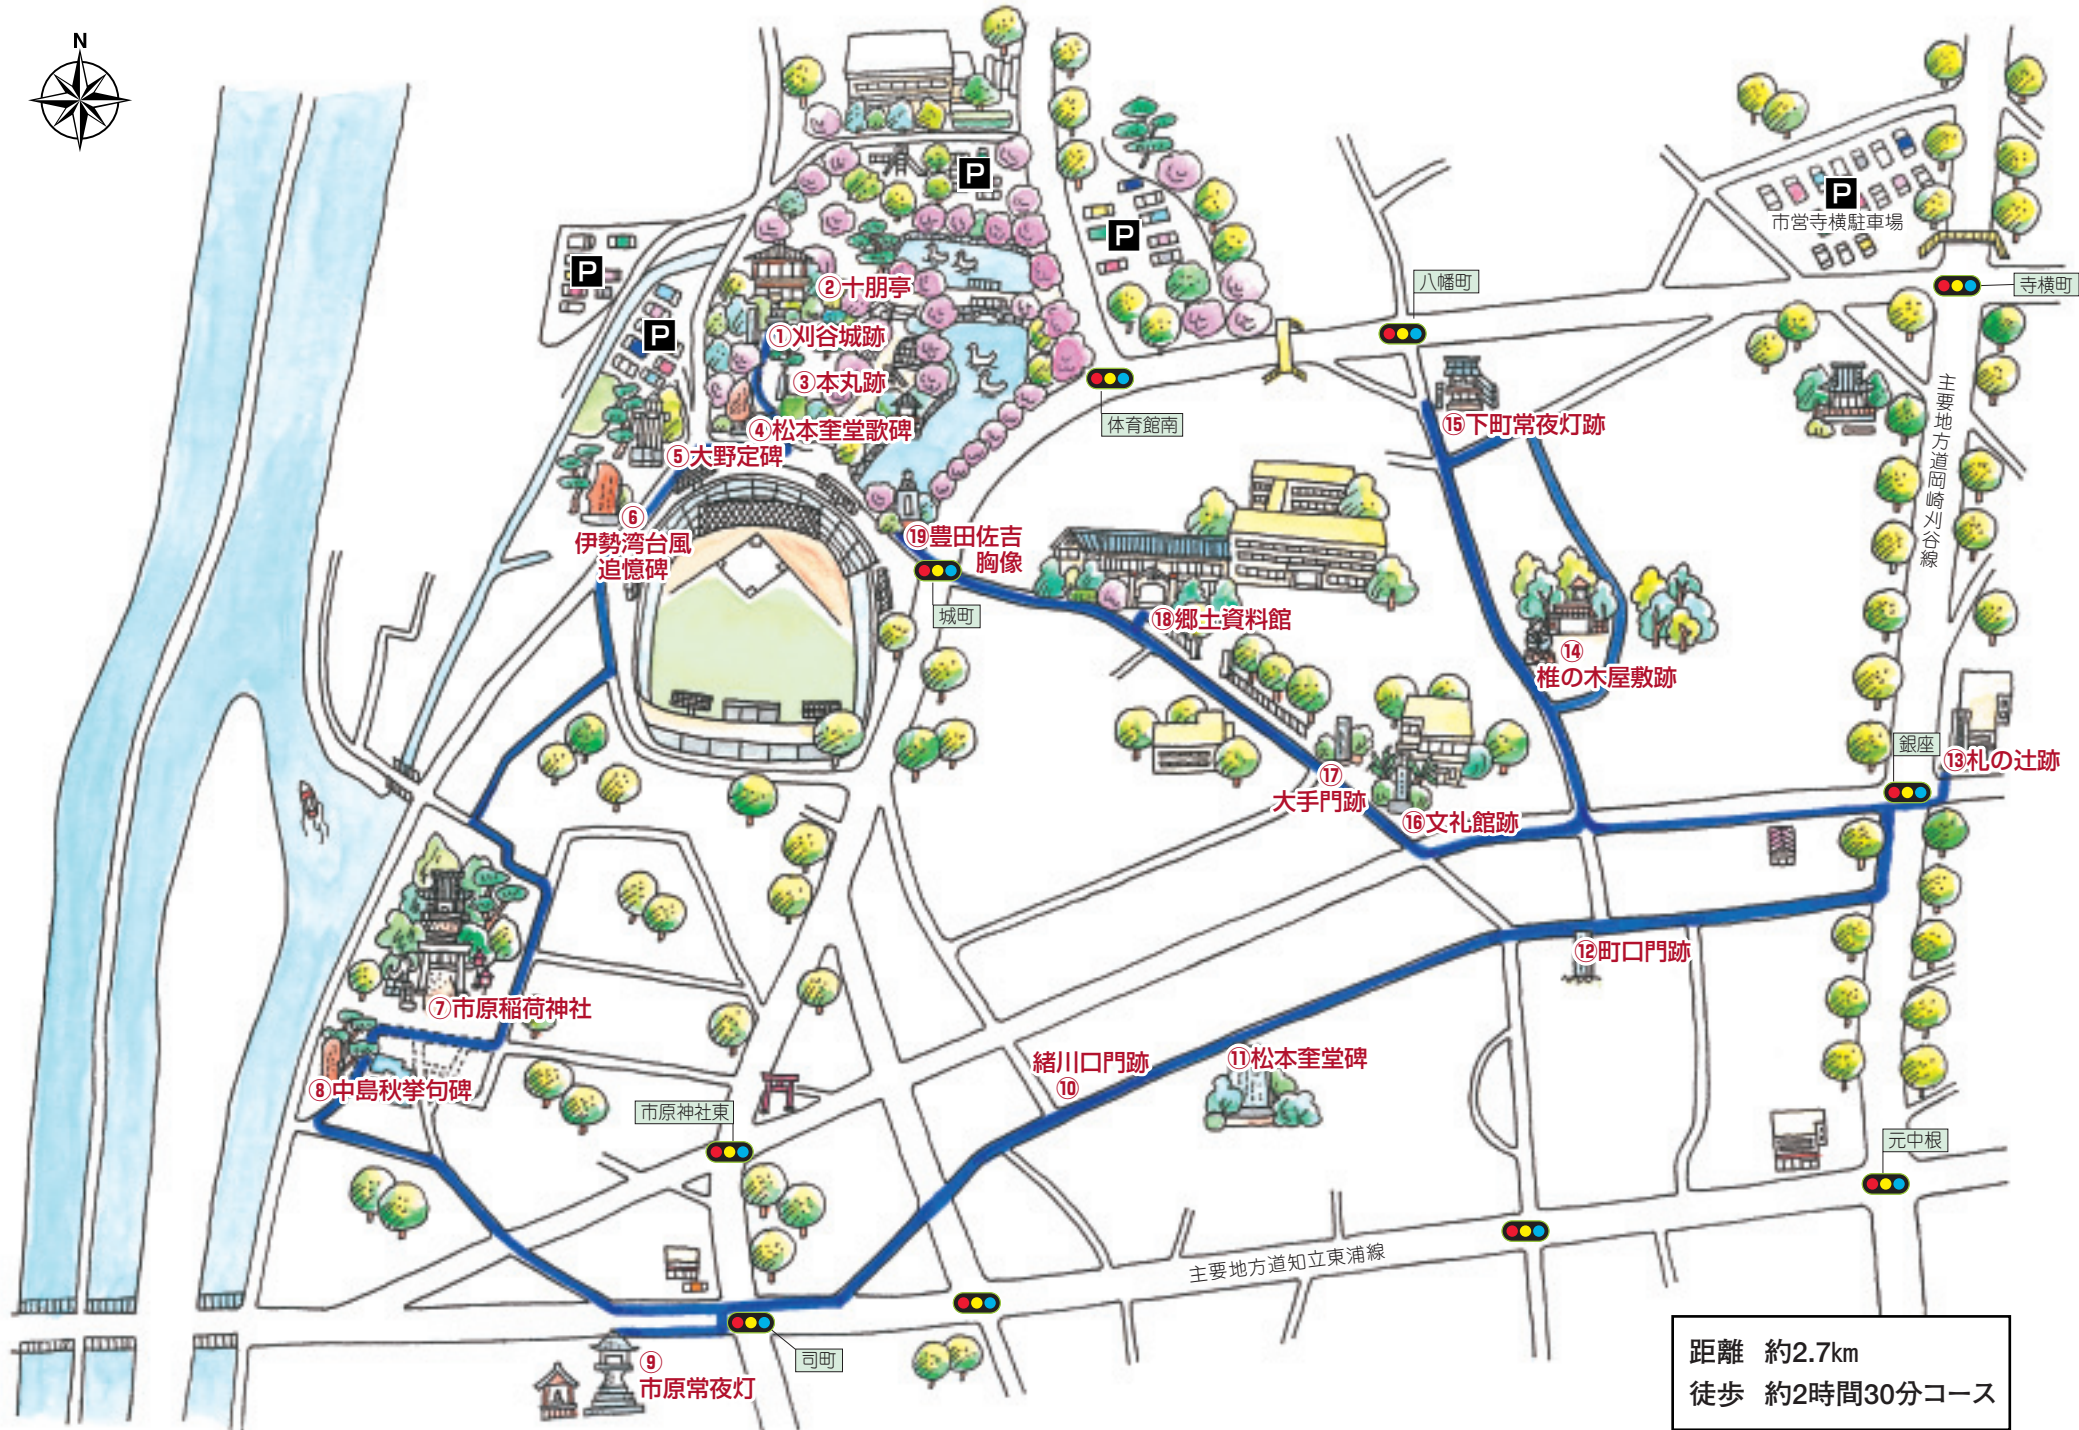 N
P
P
市営寺横駐車場
P
P
P
八幡町
寺横町
②十朋亭
①刈谷城跡
③本丸跡
④松本奎堂歌碑
⑤大野定碑
体育館南
⑮下町常夜灯跡
主要地方道岡崎刈谷線
⑥
伊勢湾台風
追憶碑
⑲豊田佐吉
胸像
城町
⑱郷土資料館
⑭
椎の木屋敷跡
銀座
⑬札の辻跡
⑰
大手門跡
⑯文礼館跡
⑫町口門跡
⑦市原稲荷神社
⑧中島秋挙句碑
緒川口門跡
⑩
⑪松本奎堂碑
市原神社東
元中根
主要地方道知立東浦線
司町
⑨
市原常夜灯
距離 約2.7km
徒歩 約2時間30分コース